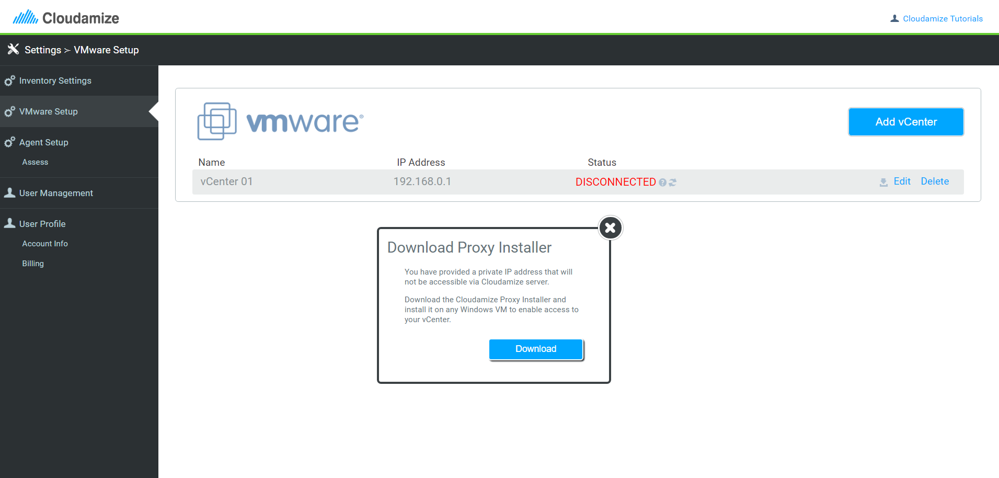 Cloudamize
Cloudamize Tutorials
Settings > VMware Setup
Inventory Settings
VMware Setup
Agent Setup
Assess
User Management
User Profile
Account Info
Billing
vmware®
Add vCenter
Name IP Address Status
vCenter 01 192.168.0.1 DISCONNECTED ? Edit Delete
Download Proxy Installer
You have provided a private IP address that will
not be accessible via Cloudamize server.
Download the Cloudamize Proxy Installer and
install it on any Windows VM to enable access to
your vCenter.
Download